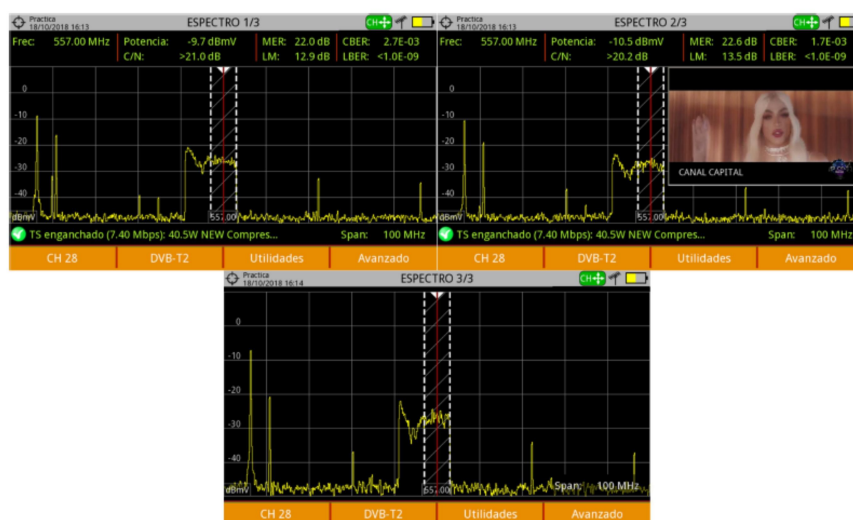 Practica
18/10/2018 16:13
ESPECTRO 1/3
CH
Frec: 557.00 MHz Potencia: -9.7 dBmV MER: 22.0 dB CBER: 2.7E-03
C/N: >21.0 dB LM: 12.9 dB LBER: <1.0E-09
0
-10
-20
-30
-40
dBmV
557.00
TS enganchado (7.40 Mbps): 40.5W NEW Compres... Span: 100 MHz
CH 28 DVB-T2 Utilidades Avanzado
Practica
18/10/2018 16:13
ESPECTRO 2/3
CH
Frec: 557.00 MHz Potencia: -10.5 dBmV MER: 22.6 dB CBER: 1.7E-03
C/N: >20.2 dB LM: 13.5 dB LBER: <1.0E-09
0
-10
-20
-30
-40
dBmV
557.00
CANAL CAPITAL
TS enganchado (7.40 Mbps): 40.5W NEW Compres... Span: 100 MHz
CH 28 DVB-T2 Utilidades Avanzado
Practica
18/10/2018 16:14
ESPECTRO 3/3
CH
0
-10
-20
-30
-40
dBmV
557.00
Span: 100 MHz
CH 28 DVB-T2 Utilidades Avanzado